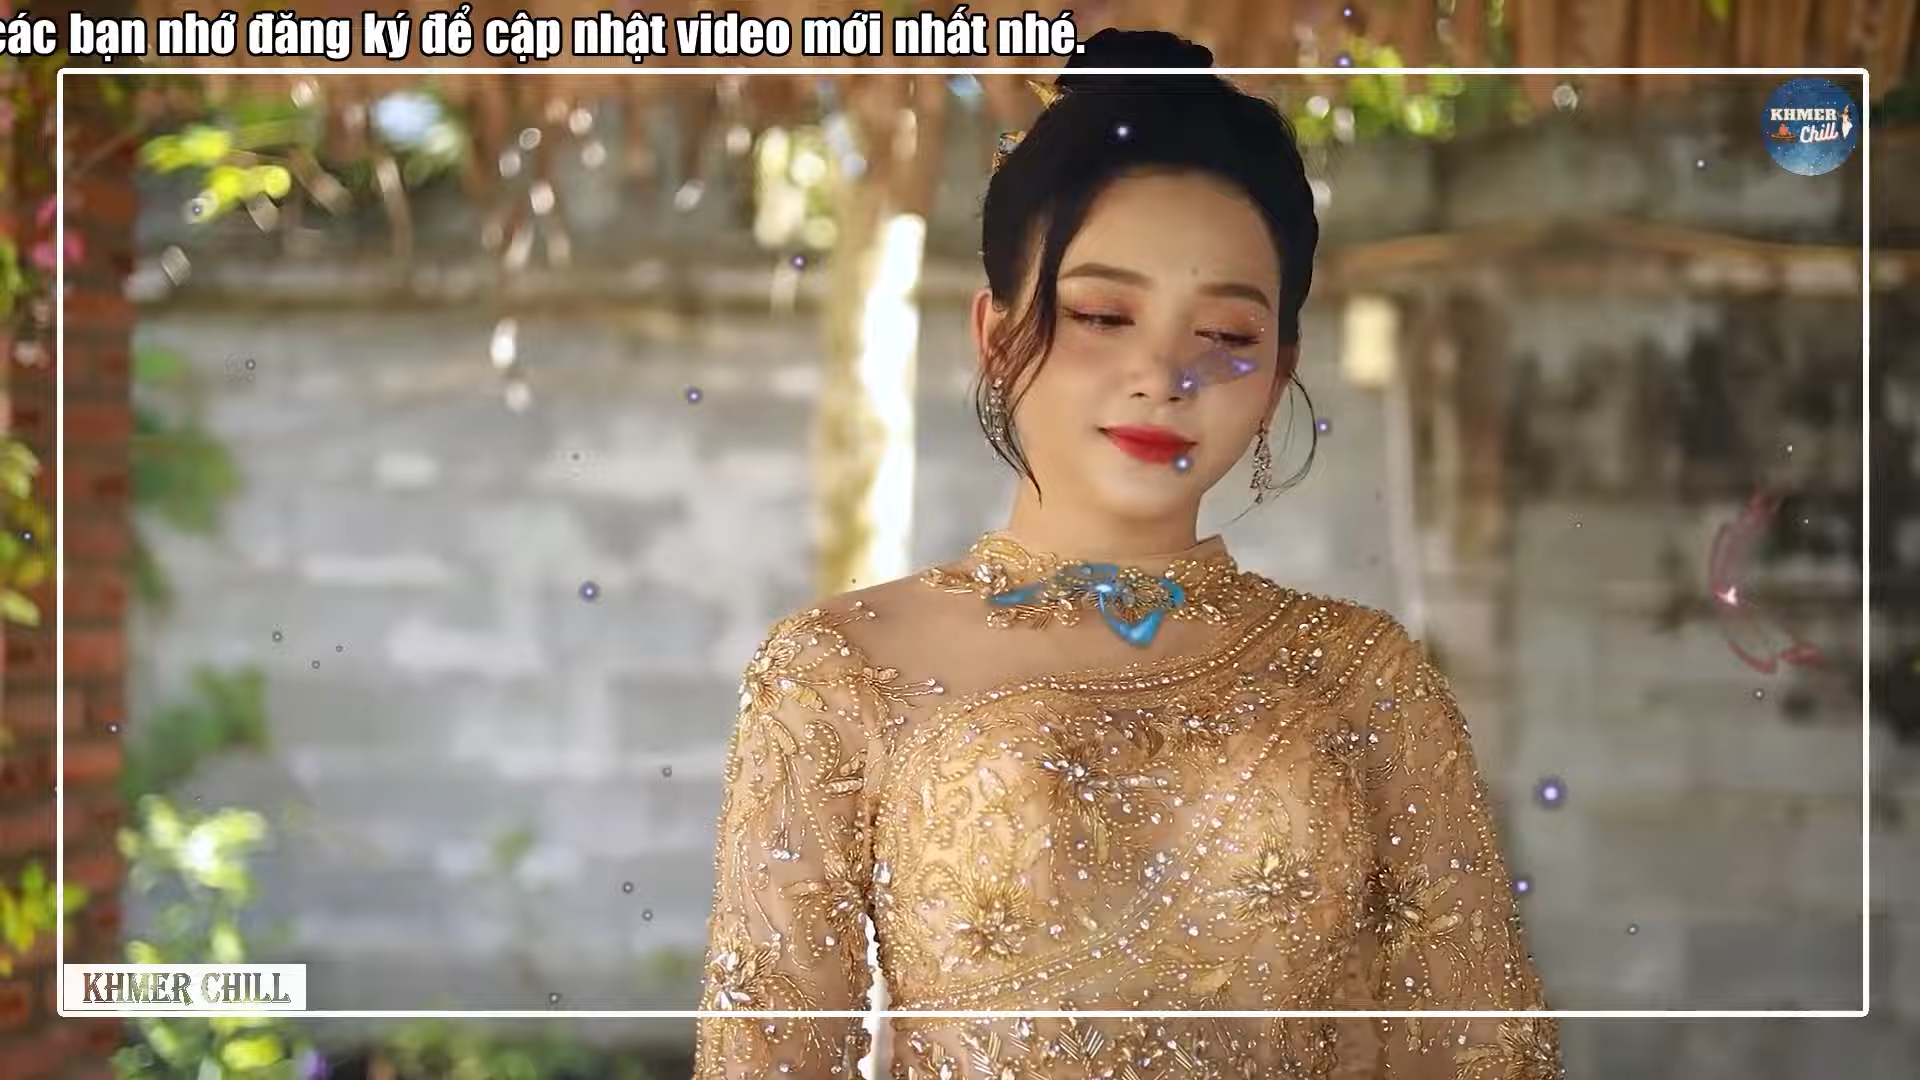 các bạn nhớ đăng ký để cập nhật video mới nhất nhé.
KHMER
Chill
KHMER CHILL